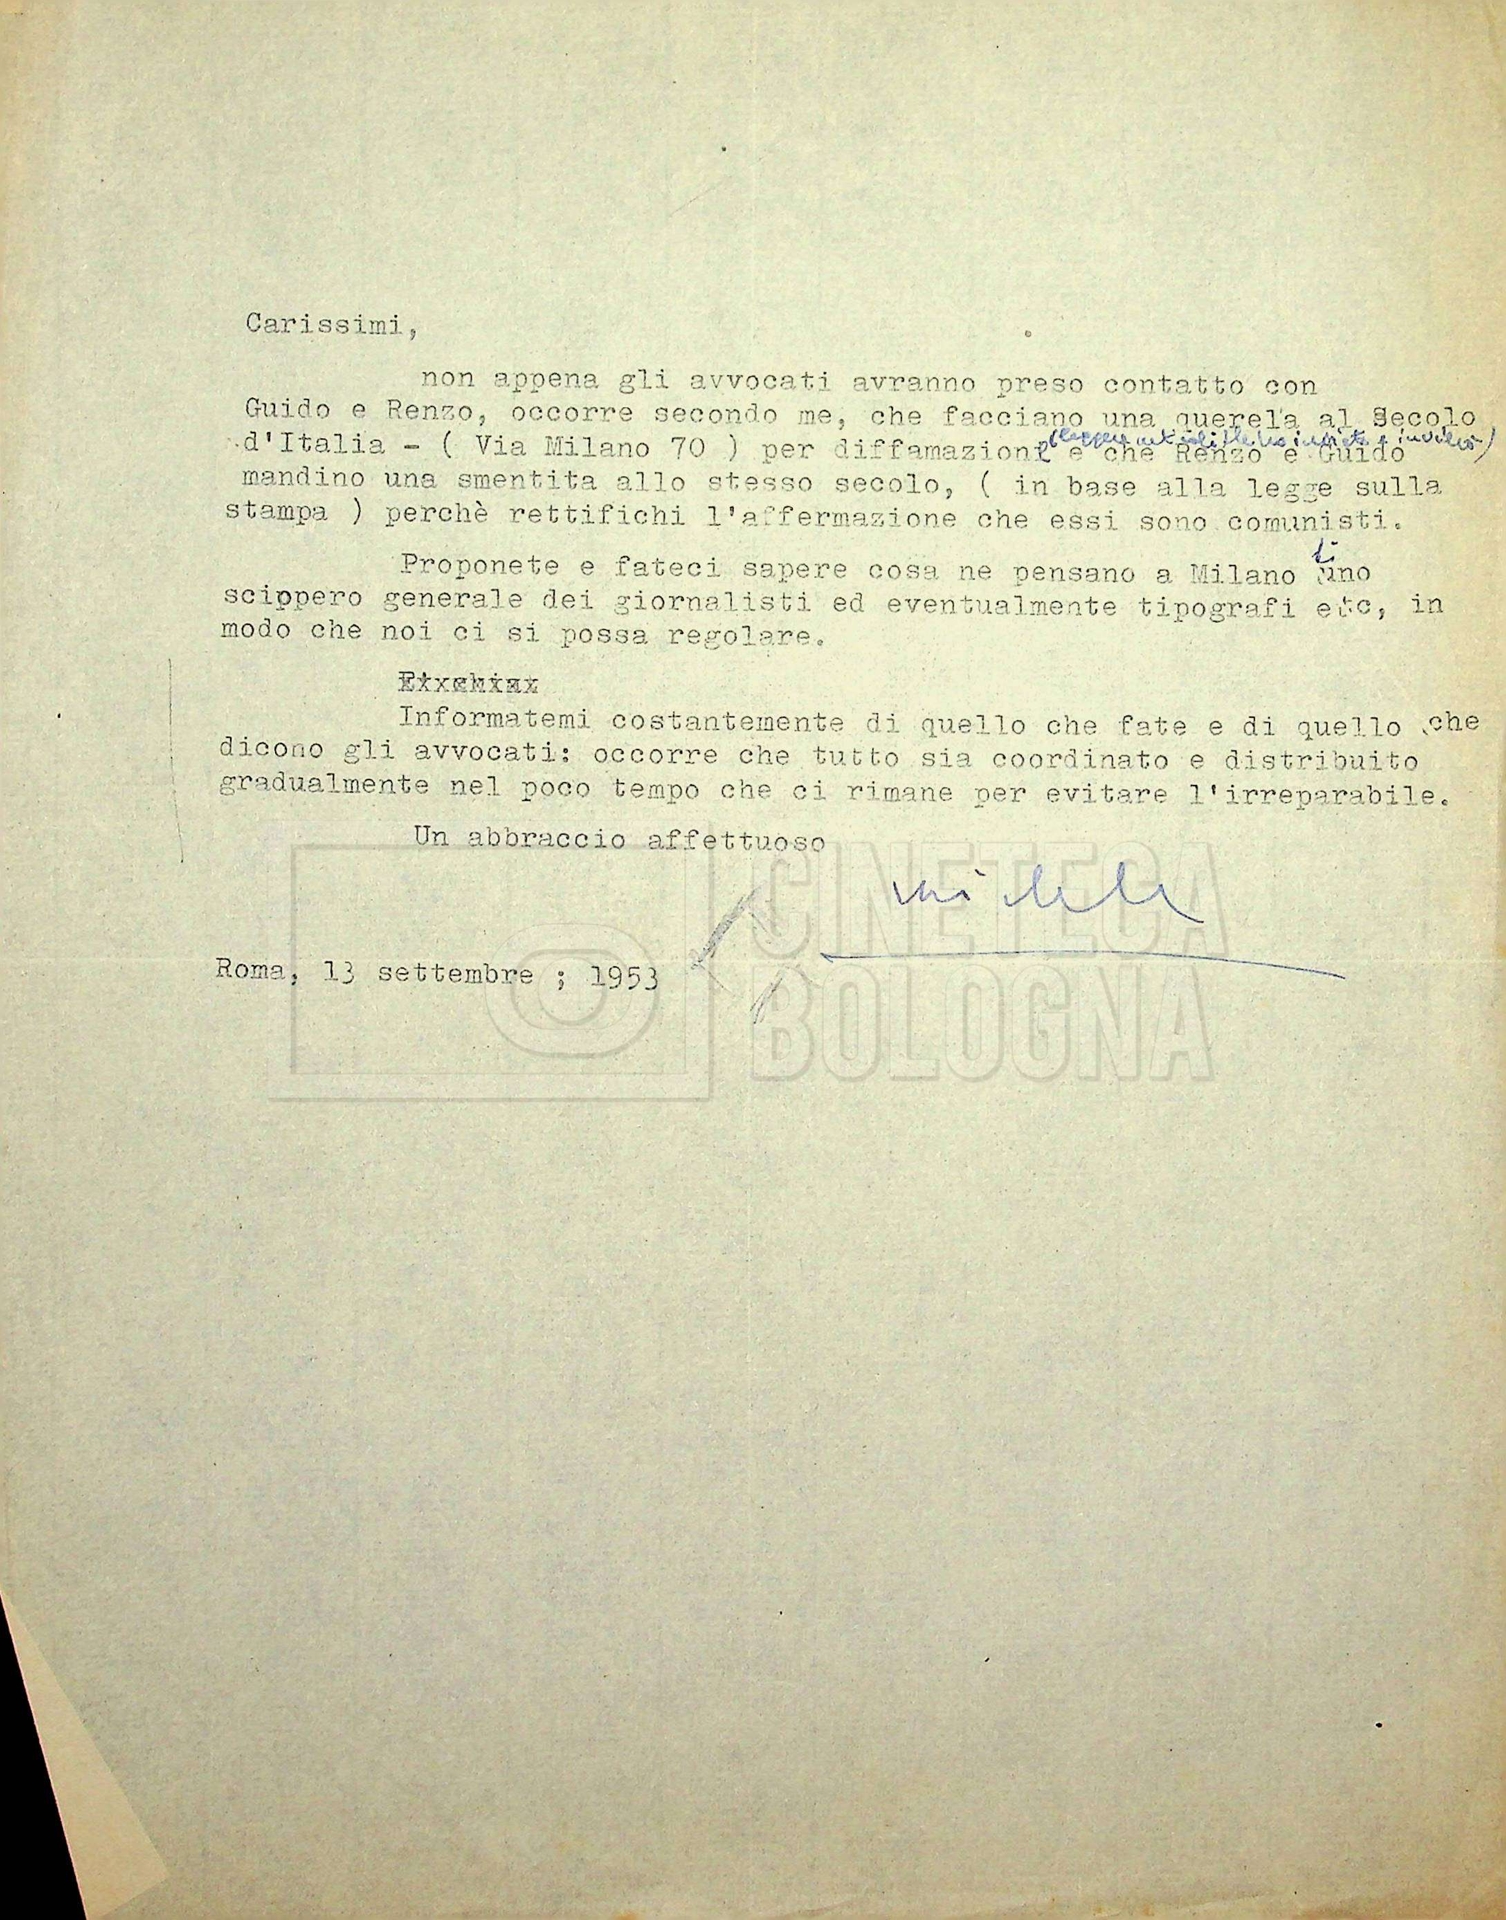 Carissimi,
non appena gli avvocati avranno preso contatto con
Guido e Renzo, occorre secondo me, che facciano una querela al Secolo
d'Italia - ( Via Milano 70 ) per diffamazione e che Renzo e Guido
mandino una smentita allo stesso secolo, ( in base alla legge sulla
stampa ) perchè rettifichi l'affermazione che essi sono comunisti.
Proponete e fateci sapere cosa ne pensano a Milano di uno
scippero generale dei giornalisti ed eventualmente tipografi etc, in
modo che noi ci si possa regolare.
Informatemi costantemente di quello che fate e di quello che
dicono gli avvocati: occorre che tutto sia coordinato e distribuito
gradualmente nel poco tempo che ci rimane per evitare l'irreparabile.
Un abbraccio affettuoso
Roma, 13 settembre ; 1953
CINETECA
BOLOGNA